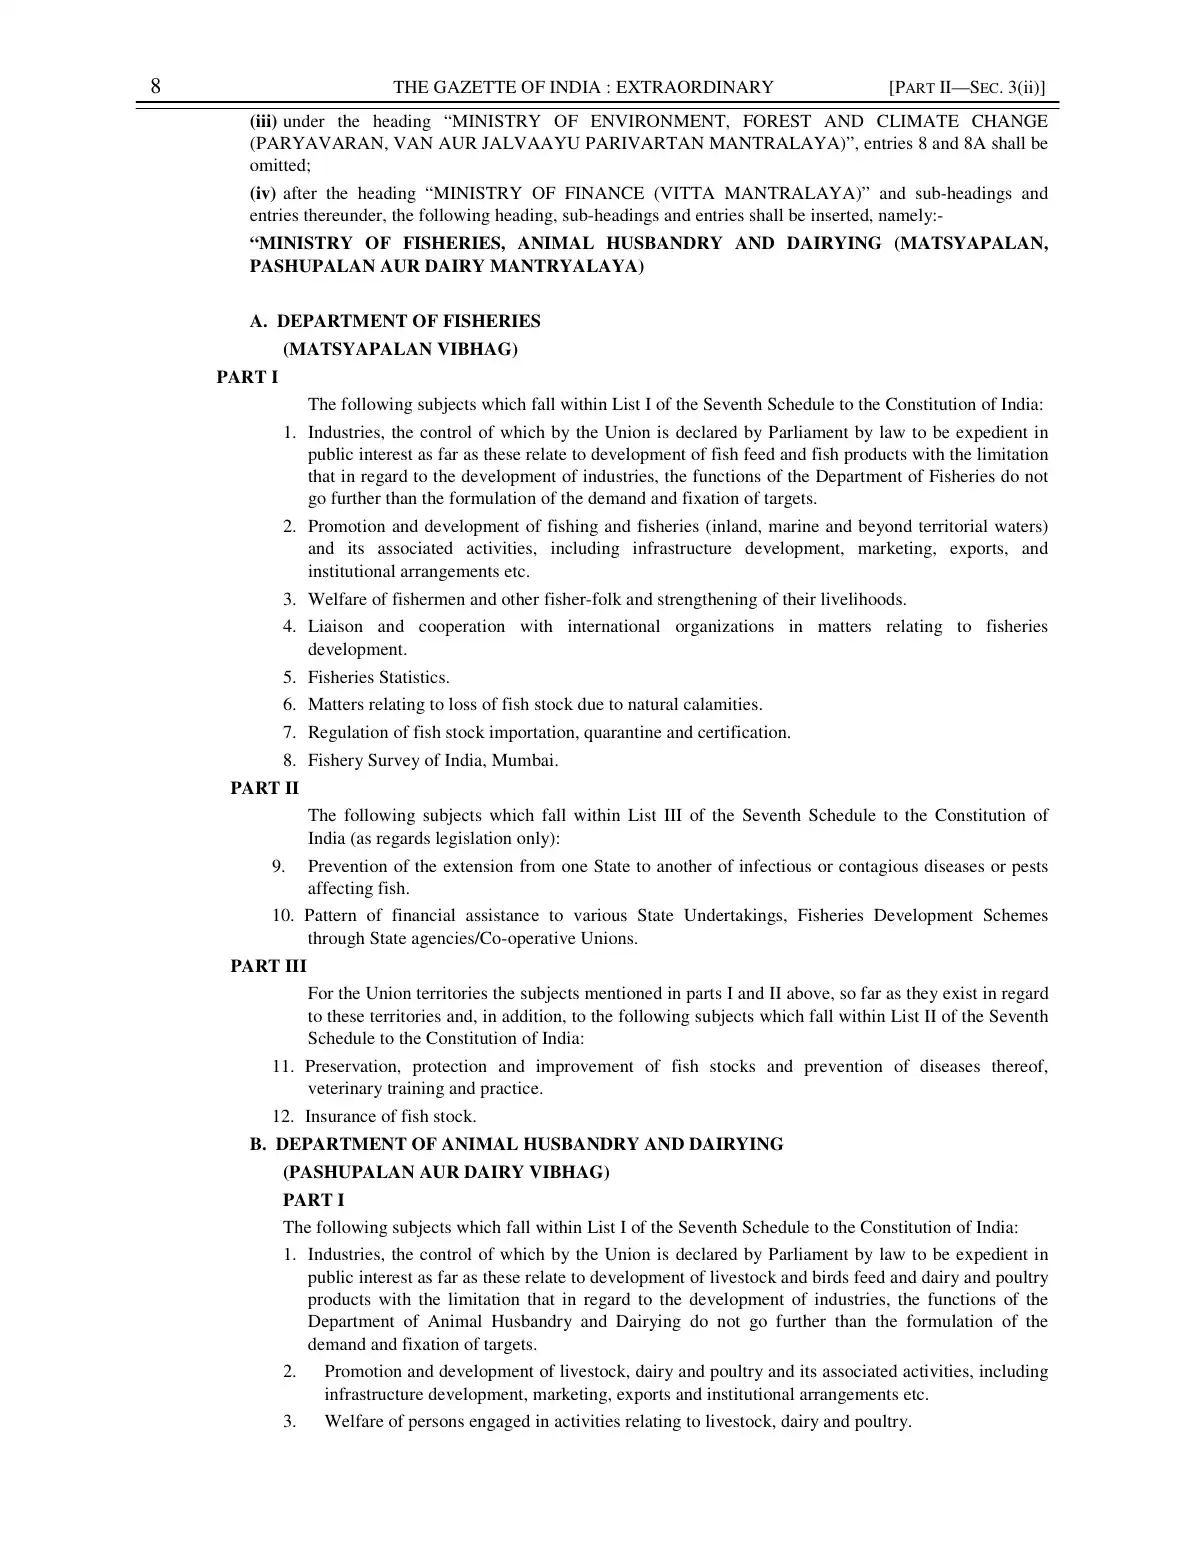 8 THE GAZETTE OF INDIA : EXTRAORDINARY [PART II—SEC. 3(ii)]
(iii) under the heading “MINISTRY OF ENVIRONMENT, FOREST AND CLIMATE CHANGE
(PARYAVARAN, VAN AUR JALVAAYU PARIVARTAN MANTRALAYA)”, entries 8 and 8A shall be
omitted;
(iv) after the heading “MINISTRY OF FINANCE (VITTA MANTRALAYA)” and sub-headings and
entries thereunder, the following heading, sub-headings and entries shall be inserted, namely:-
“MINISTRY OF FISHERIES, ANIMAL HUSBANDRY AND DAIRYING (MATSYAPALAN,
PASHUPALAN AUR DAIRY MANTRYALAYA)
A. DEPARTMENT OF FISHERIES
(MATSYAPALAN VIBHAG)
PART I
The following subjects which fall within List I of the Seventh Schedule to the Constitution of India:
1. Industries, the control of which by the Union is declared by Parliament by law to be expedient in
public interest as far as these relate to development of fish feed and fish products with the limitation
that in regard to the development of industries, the functions of the Department of Fisheries do not
go further than the formulation of the demand and fixation of targets.
2. Promotion and development of fishing and fisheries (inland, marine and beyond territorial waters)
and its associated activities, including infrastructure development, marketing, exports, and
institutional arrangements etc.
3. Welfare of fishermen and other fisher-folk and strengthening of their livelihoods.
4. Liaison and cooperation with international organizations in matters relating to fisheries
development.
5. Fisheries Statistics.
6. Matters relating to loss of fish stock due to natural calamities.
7. Regulation of fish stock importation, quarantine and certification.
8. Fishery Survey of India, Mumbai.
PART II
The following subjects which fall within List III of the Seventh Schedule to the Constitution of
India (as regards legislation only):
9. Prevention of the extension from one State to another of infectious or contagious diseases or pests
affecting fish.
10. Pattern of financial assistance to various State Undertakings, Fisheries Development Schemes
through State agencies/Co-operative Unions.
PART III
For the Union territories the subjects mentioned in parts I and II above, so far as they exist in regard
to these territories and, in addition, to the following subjects which fall within List II of the Seventh
Schedule to the Constitution of India:
11. Preservation, protection and improvement of fish stocks and prevention of diseases thereof,
veterinary training and practice.
12. Insurance of fish stock.
B. DEPARTMENT OF ANIMAL HUSBANDRY AND DAIRYING
(PASHUPALAN AUR DAIRY VIBHAG)
PART I
The following subjects which fall within List I of the Seventh Schedule to the Constitution of India:
1. Industries, the control of which by the Union is declared by Parliament by law to be expedient in
public interest as far as these relate to development of livestock and birds feed and dairy and poultry
products with the limitation that in regard to the development of industries, the functions of the
Department of Animal Husbandry and Dairying do not go further than the formulation of the
demand and fixation of targets.
2. Promotion and development of livestock, dairy and poultry and its associated activities, including
infrastructure development, marketing, exports and institutional arrangements etc.
3. Welfare of persons engaged in activities relating to livestock, dairy and poultry.